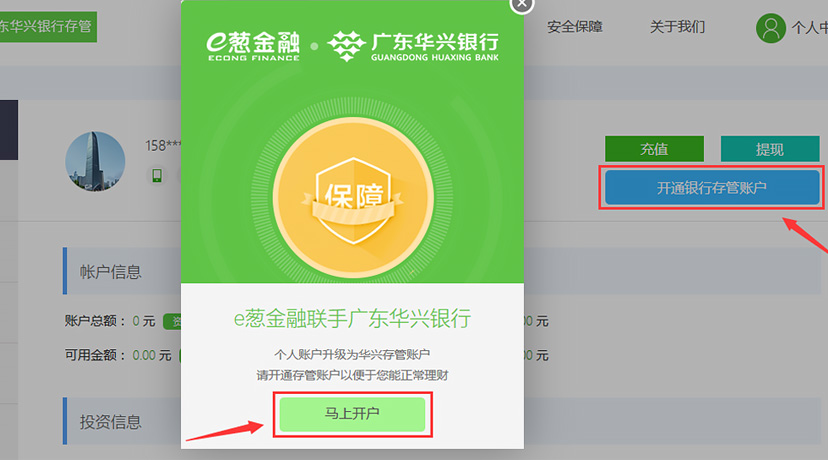 东华兴银行存管
安全保障
关于我们
个人中
e葱金融
ECONG FINANCE
广东华兴银行
GUANGDONG HUAXING BANK
保障
158***
充值
提现
开通银行存管账户
帐户信息
账户总额： 0 元
00 元
可用金额： 0.00 元
00 元
投资信息
e葱金融联手广东华兴银行
个人账户升级为华兴存管账户
请开通存管账户以便于您能正常理财
马上开户